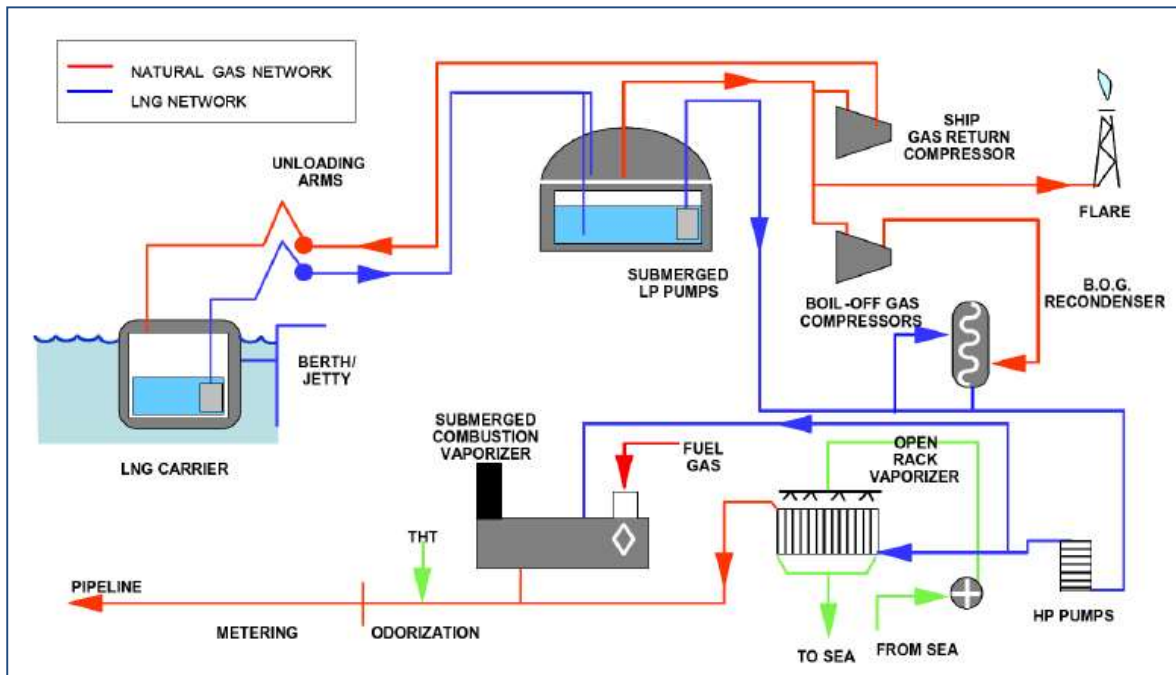 NATURAL GAS NETWORK
LNG NETWORK
UNLOADING
ARMS
SHIP
GAS RETURN
COMPRESSOR
FLARE
SUBMERGED
LP PUMPS
BOIL-OFF GAS
COMPRESSORS
B.O.G.
RECONDENSER
BERTH/
JETTY
LNG CARRIER
SUBMERGED
COMBUSTION
VAPORIZER
FUEL
GAS
OPEN
RACK
VAPORIZER
THT
PIPELINE
METERING
ODORIZATION
TO SEA
FROM SEA
HP PUMPS